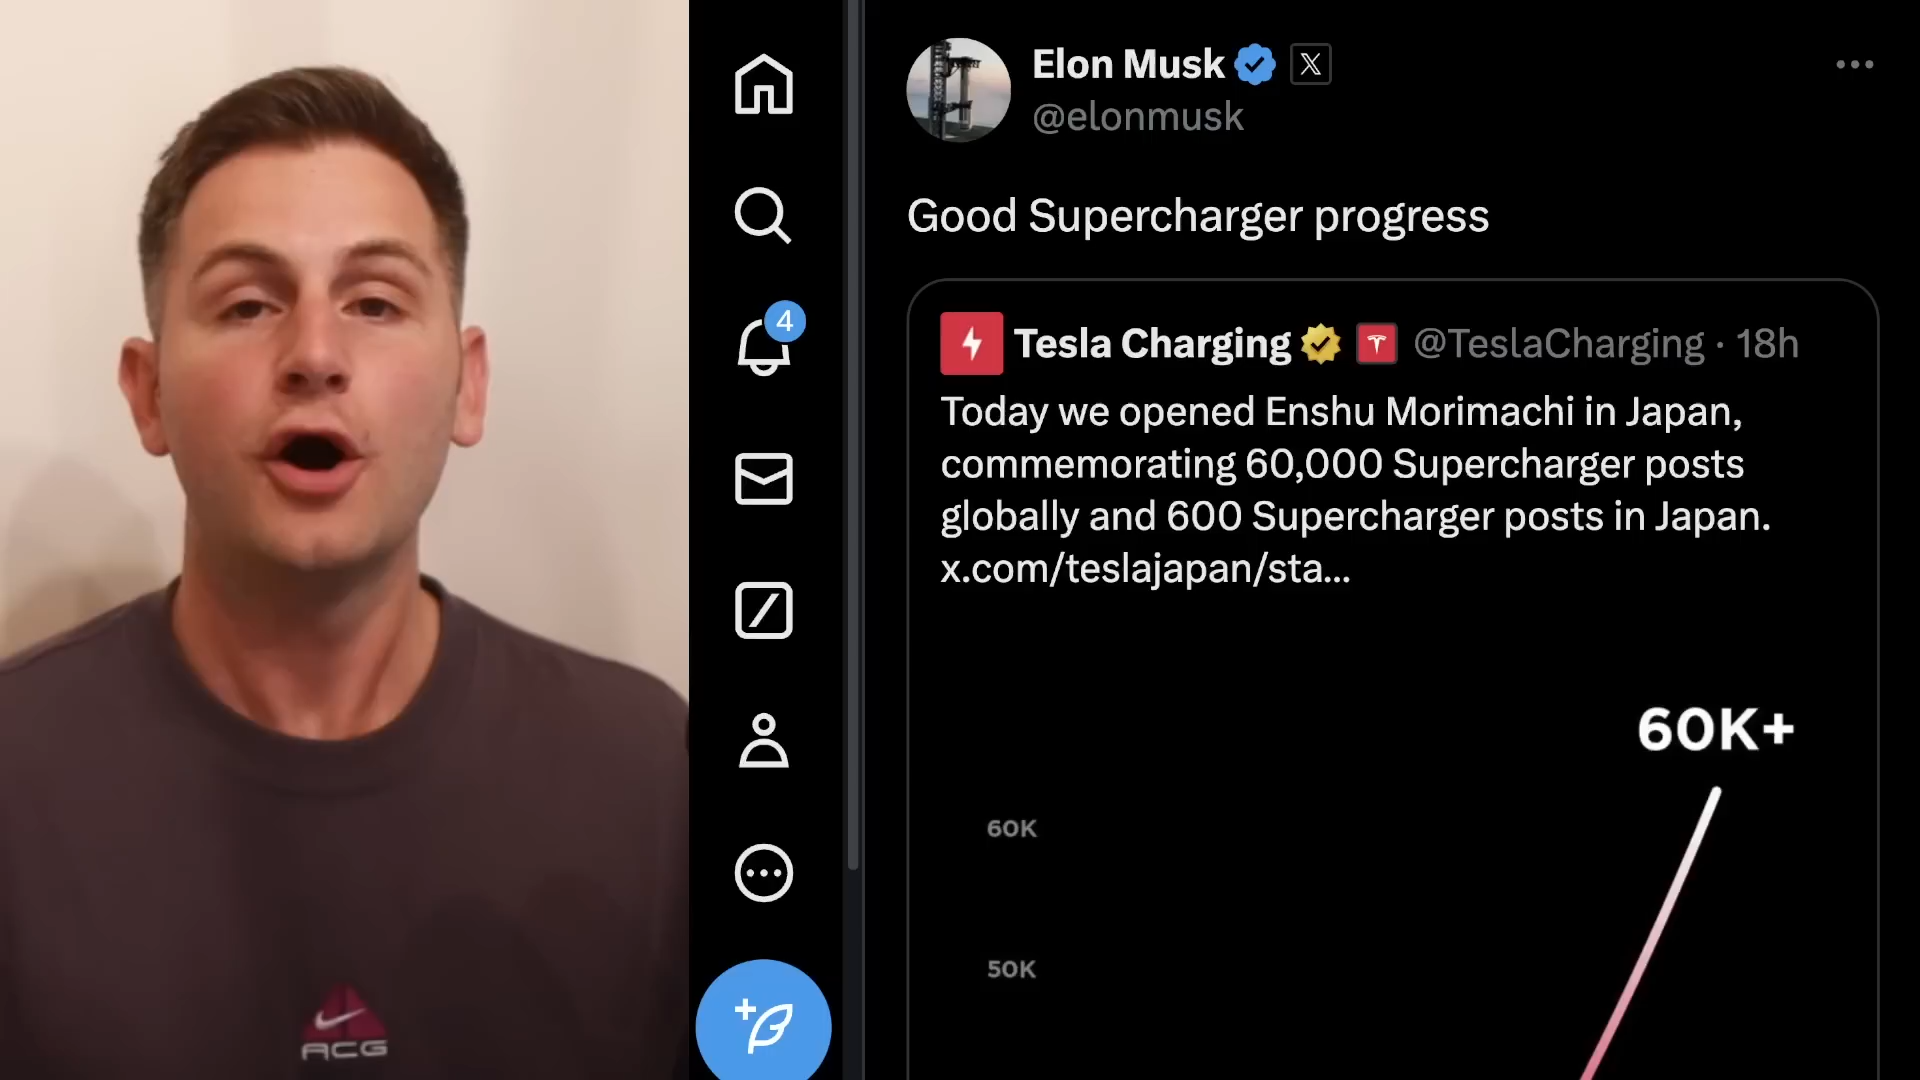 Elon Musk
@elonmusk
Good Supercharger progress
4
Tesla Charging @TeslaCharging · 18h
Today we opened Enshu Morimachi in Japan,
commemorating 60,000 Supercharger posts
globally and 600 Supercharger posts in Japan.
x.com/teslajapan/sta...
60K+
60K
50K
ACG